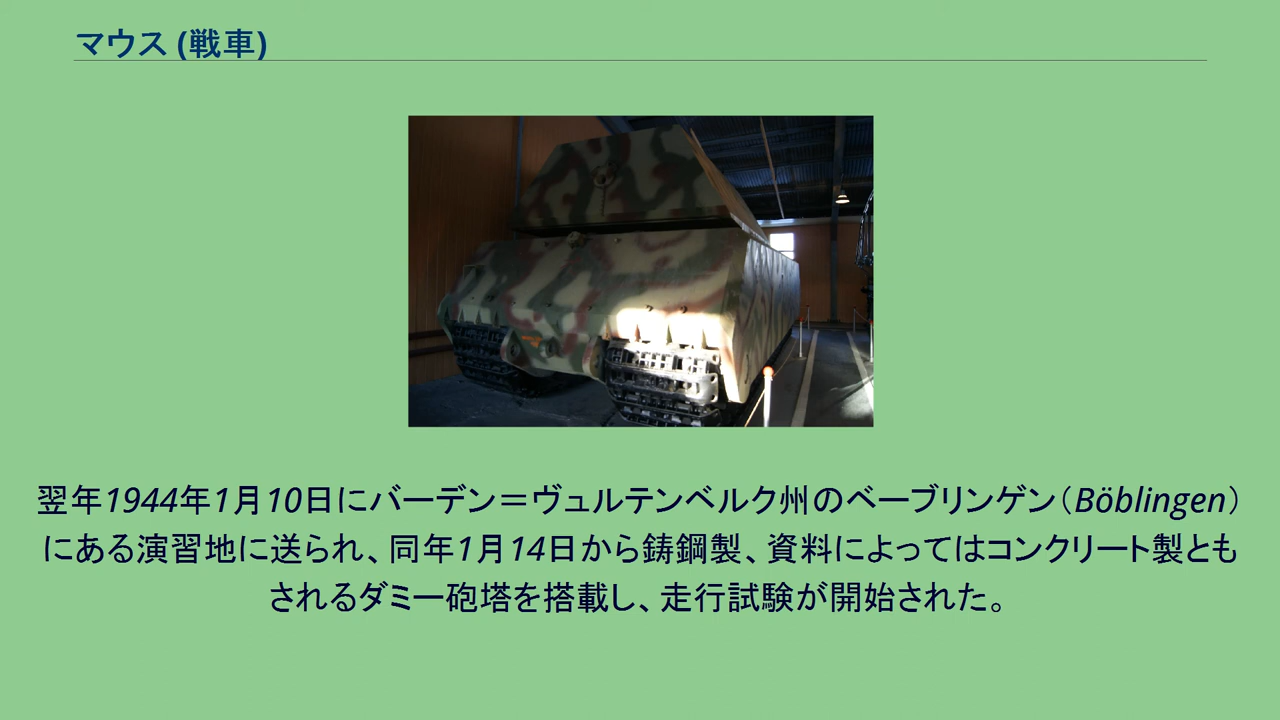 マウス (戦車)
翌年1944年1月10日にバーデン＝ヴュルテンベルク州のベーブリンゲン（Böblingen）
にある演習地に送られ、同年1月14日から鋳鋼製、資料によってはコンクリート製とも
されるダミー砲塔を搭載し、走行試験が開始された。